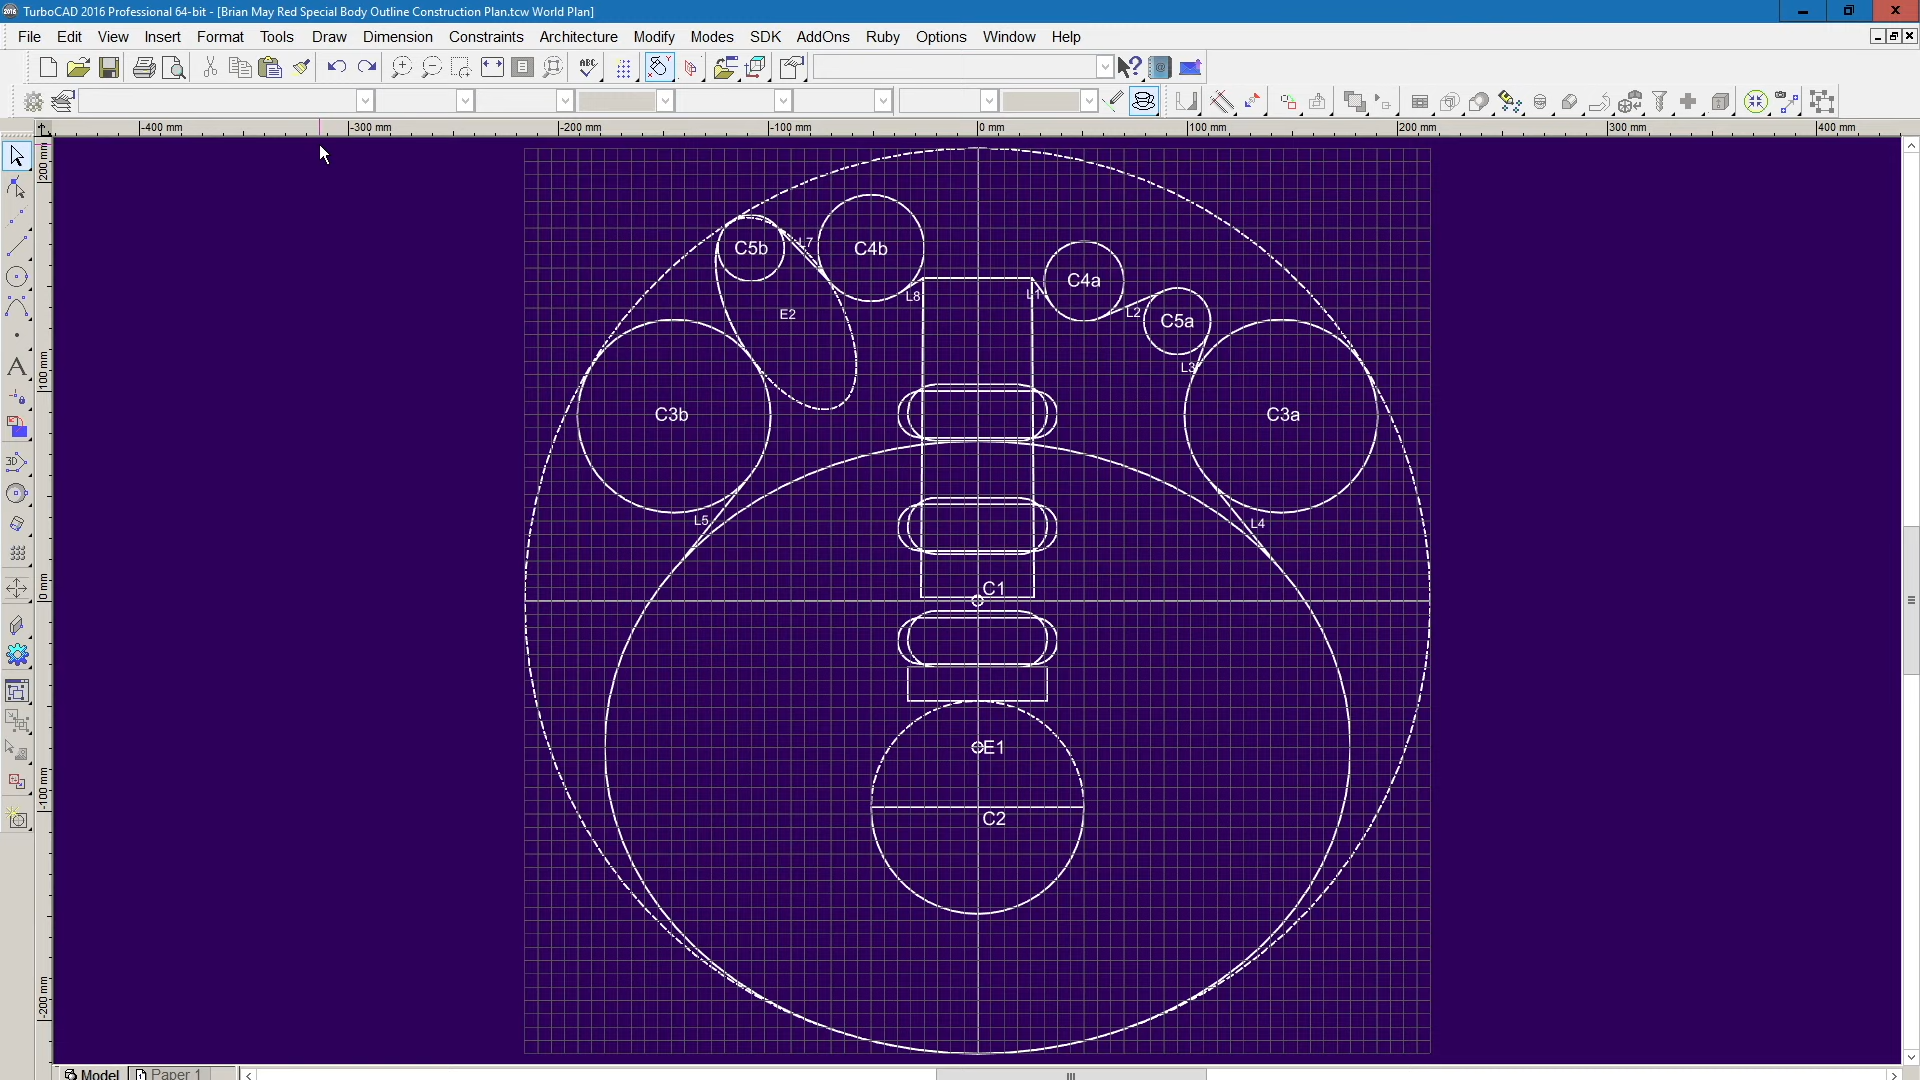 TurboCAD 2016 Professional 64-bit - [Brian May Red Special Body Outline Construction Plan.tcw World Plan]
File Edit View Insert Format Tools Draw Dimension Constraints Architecture Modify Modes SDK AddOns Ruby Options Window Help
ABC
-400 mm -300 mm -200 mm -100 mm 0 mm 100 mm 200 mm 300 mm 400 mm
200 mm
C5b L7 C4b
C4a
L8 L1
E2 L2 C5a
L3
100 mm
C3b C3a
L5 L4
A
3D
0 mm
C1
E1
-100 mm
C2
-200 mm
Model Paper 1